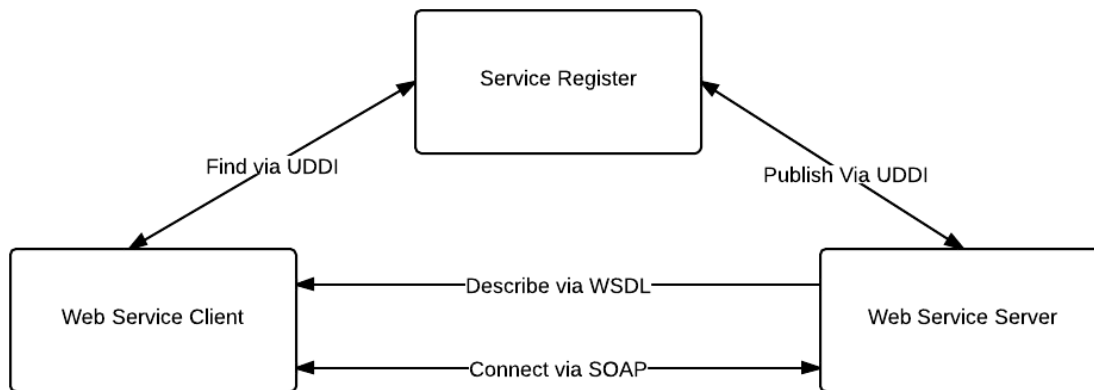 Service Register
Find via UDDI
Publish Via UDDI
Describe via WSDL
Web Service Client
Web Service Server
Connect via SOAP